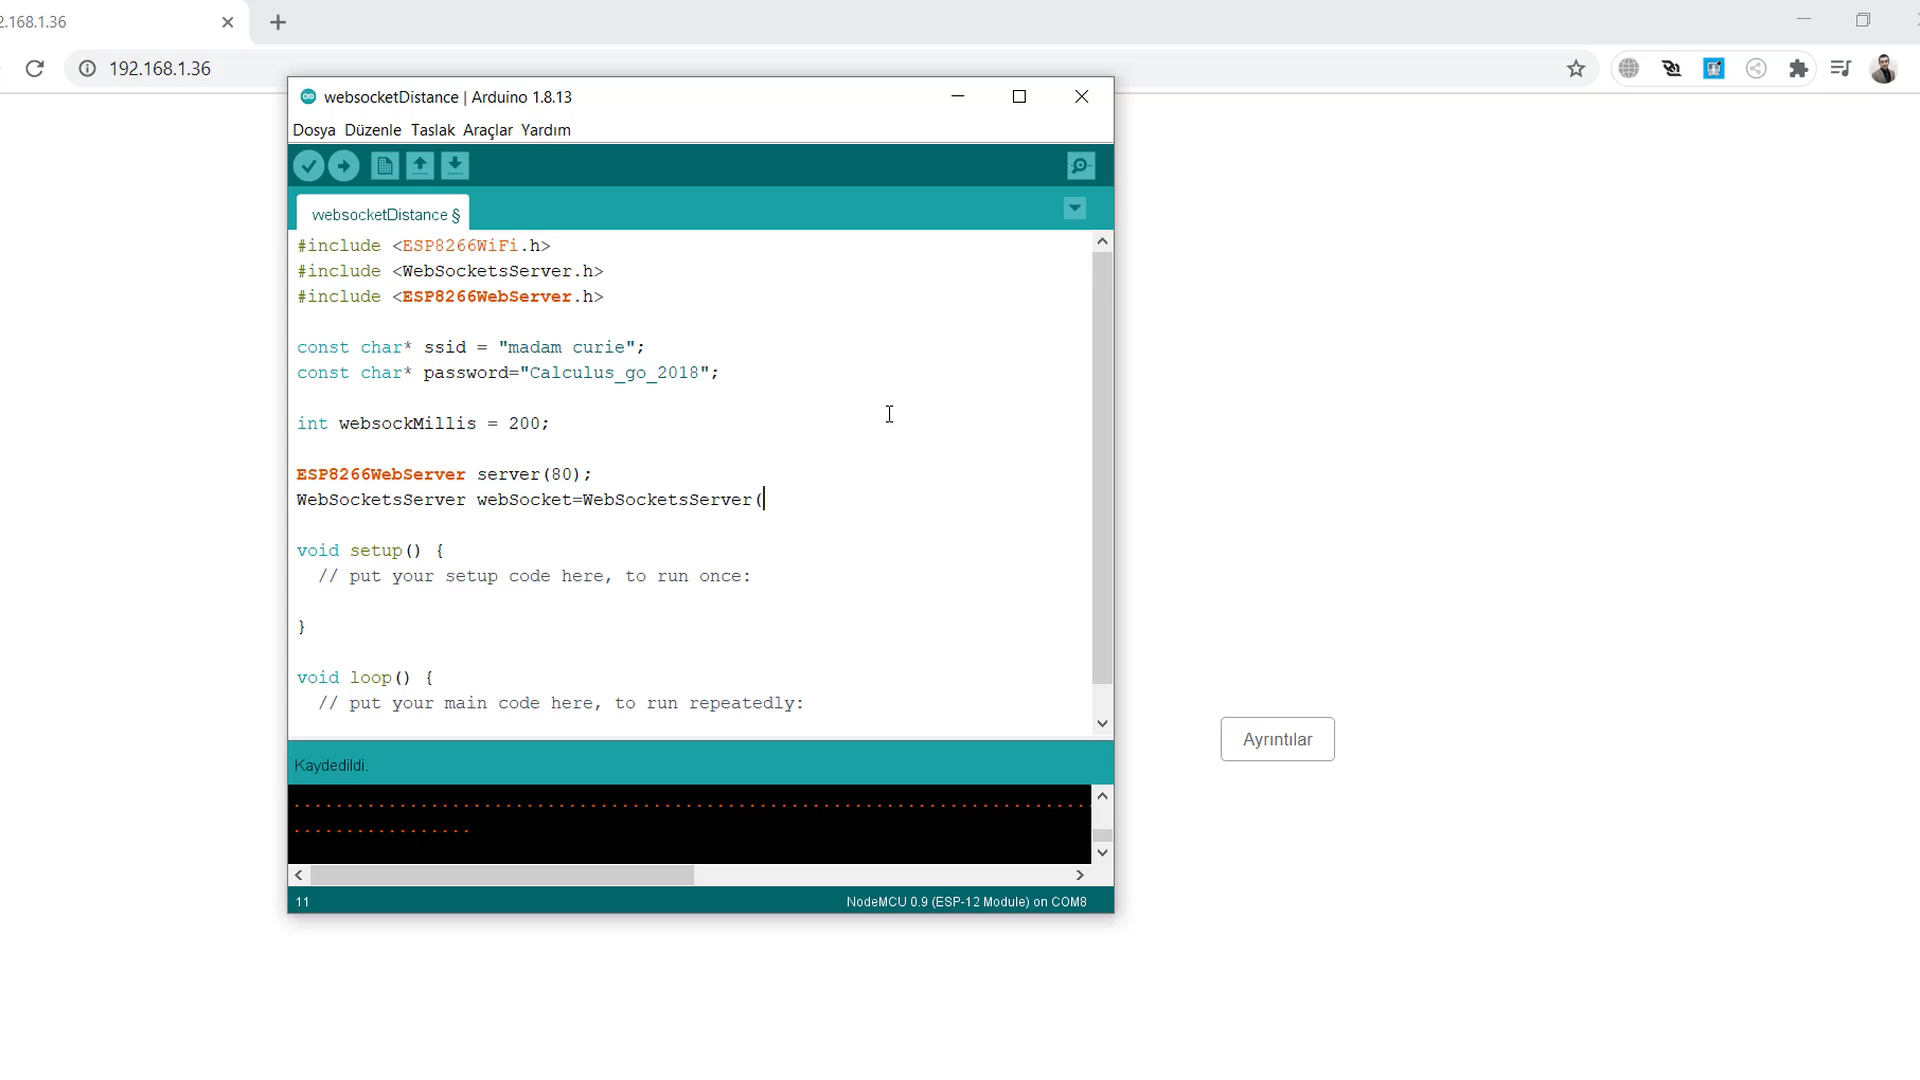 2.168.1.36
192.168.1.36
websocketDistance | Arduino 1.8.13
Dosya Düzenle Taslak Araçlar Yardım
websocketDistance §
#include <ESP8266WiFi.h>
#include <WebSocketsServer.h>
#include <ESP8266WebServer.h>
const char* ssid = "madam curie";
const char* password="Calculus_go_2018";
int websockMillis = 200;
ESP8266WebServer server(80);
WebSocketsServer webSocket=WebSocketsServer(
void setup() {
// put your setup code here, to run once:
}
void loop() {
// put your main code here, to run repeatedly:
Ayrıntılar
Kaydedildi.
11
NodeMCU 0.9 (ESP-12 Module) on COM8